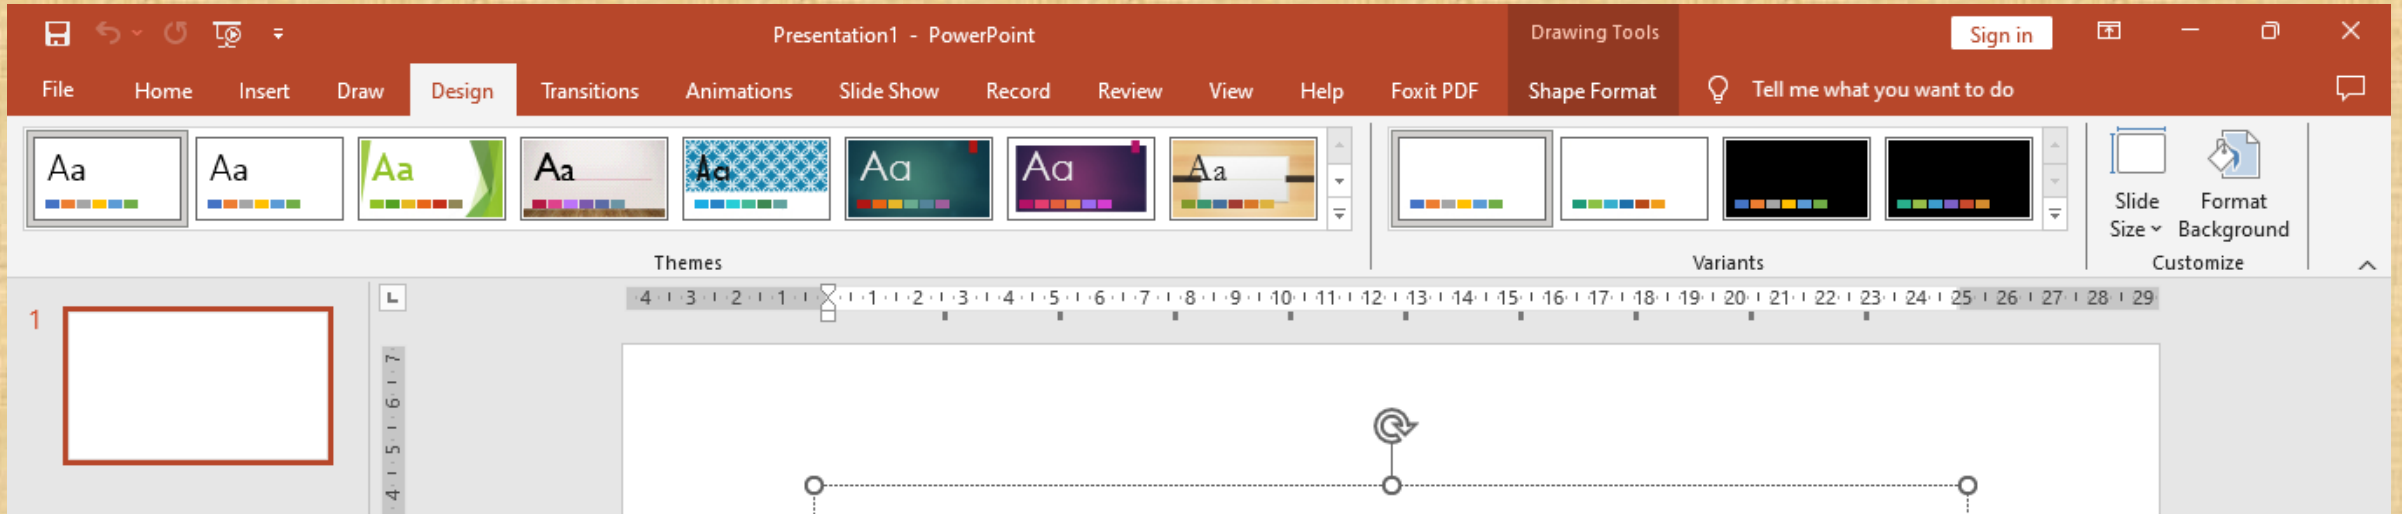 Presentation1 - PowerPoint
Drawing Tools
Sign in
File Home Insert Draw Design Transitions Animations Slide Show Record Review View Help Foxit PDF Shape Format Tell me what you want to do
Aa Aa Aa Aa Aa Aa Aa Aa
Slide Size
Format Background
Themes Variants Customize
4 3 2 1 1 2 3 4 5 6 7 8 9 10 11 12 13 14 15 16 17 18 19 20 21 22 23 24 25 26 27 28 29
1
7
6
5
4